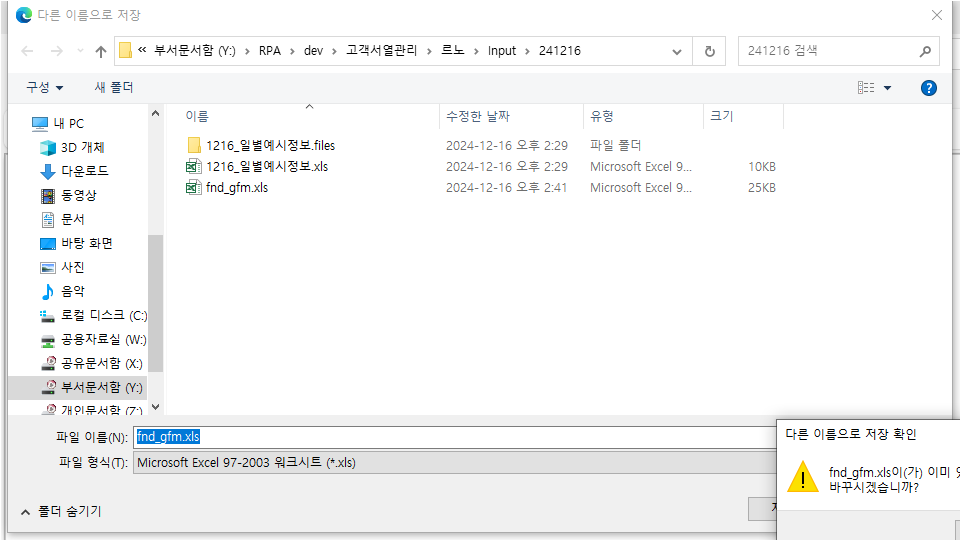 다른 이름으로 저장
« 부서문서함 (Y:) > RPA > dev > 고객서열관리 > 르노 > Input > 241216
241216 검색
구성 새 폴더
내 PC
3D 개체
다운로드
동영상
문서
바탕 화면
사진
음악
로컬 디스크 (C:)
공용자료실 (W:)
공유문서함 (X:)
부서문서함 (Y:)
개인문서함 (Z:)
이름 수정한 날짜 유형 크기
1216_일별예시정보.files 2024-12-16 오후 2:29 파일 폴더
1216_일별예시정보.xls 2024-12-16 오후 2:29 Microsoft Excel 9... 10KB
fnd_gfm.xls 2024-12-16 오후 2:41 Microsoft Excel 9... 25KB
파일 이름(N): fnd_gfm.xls
파일 형식(T): Microsoft Excel 97-2003 워크시트 (*.xls)
폴더 숨기기
다른 이름으로 저장 확인
fnd_gfm.xls이(가) 이미
바꾸시겠습니까?